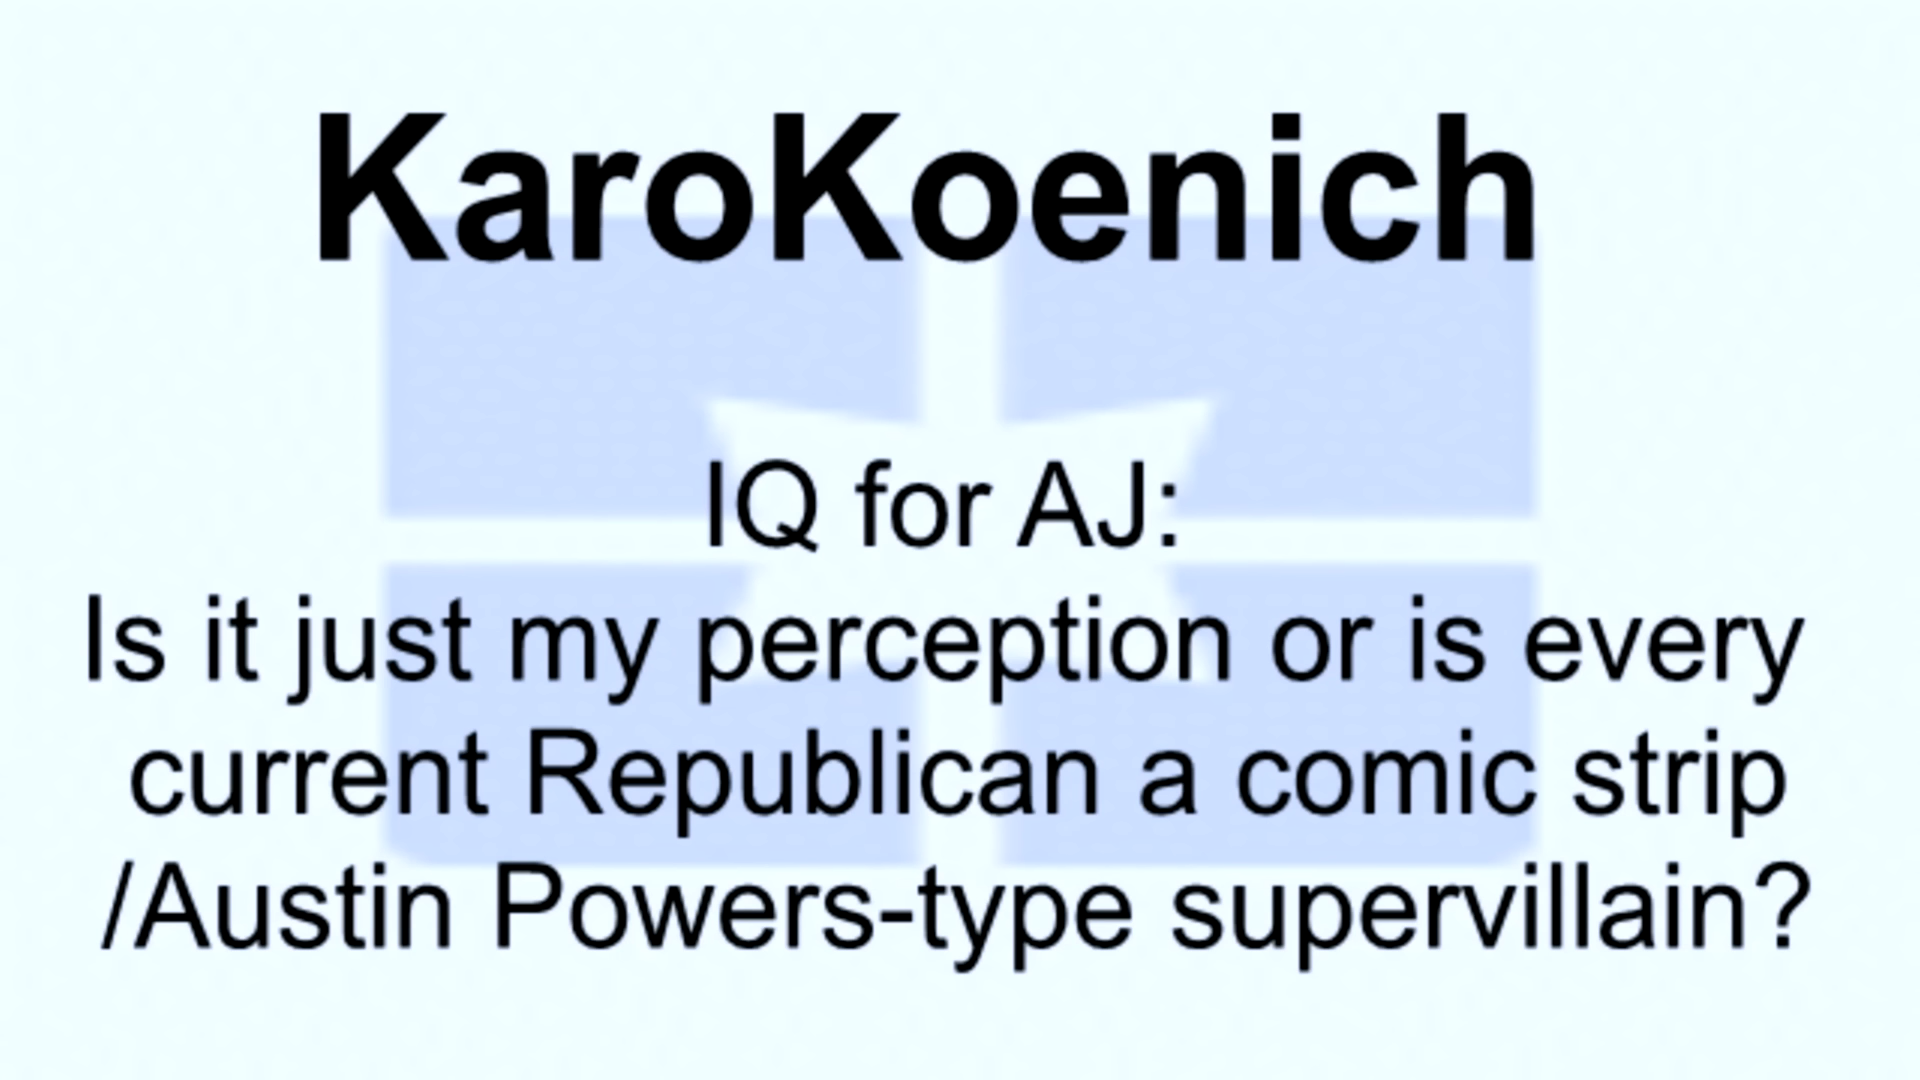 KaroKoenich
IQ for AJ:
Is it just my perception or is every
current Republican a comic strip
/Austin Powers-type supervillain?